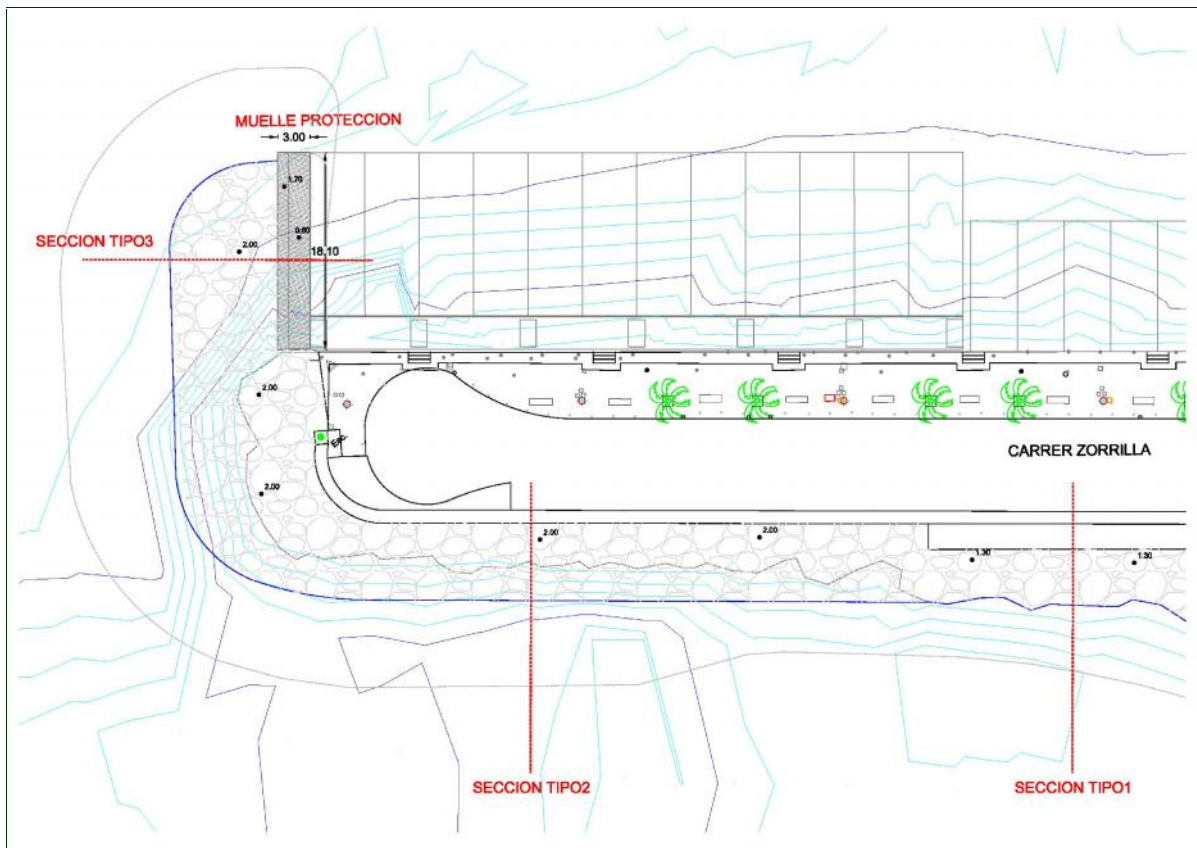 MUELLE PROTECCION
3.00
1.70
0.60
SECCION TIPO3
2.00
18.10
2.00
Esc.
CARRER ZORRILLA
2.00
2.00
2.00
1.30
1.30
SECCION TIPO2
SECCION TIPO1